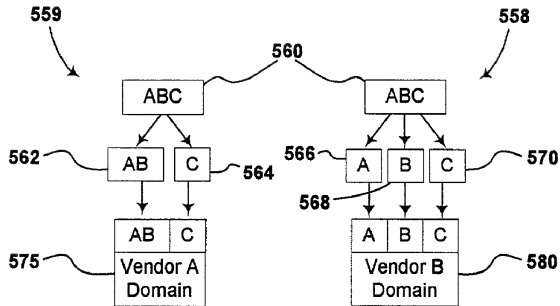 559
560
558
ABC
ABC
562
AB
C
564
566
A
B
C
570
568
AB
C
A
B
C
575
Vendor A
Domain
Vendor B
Domain
580